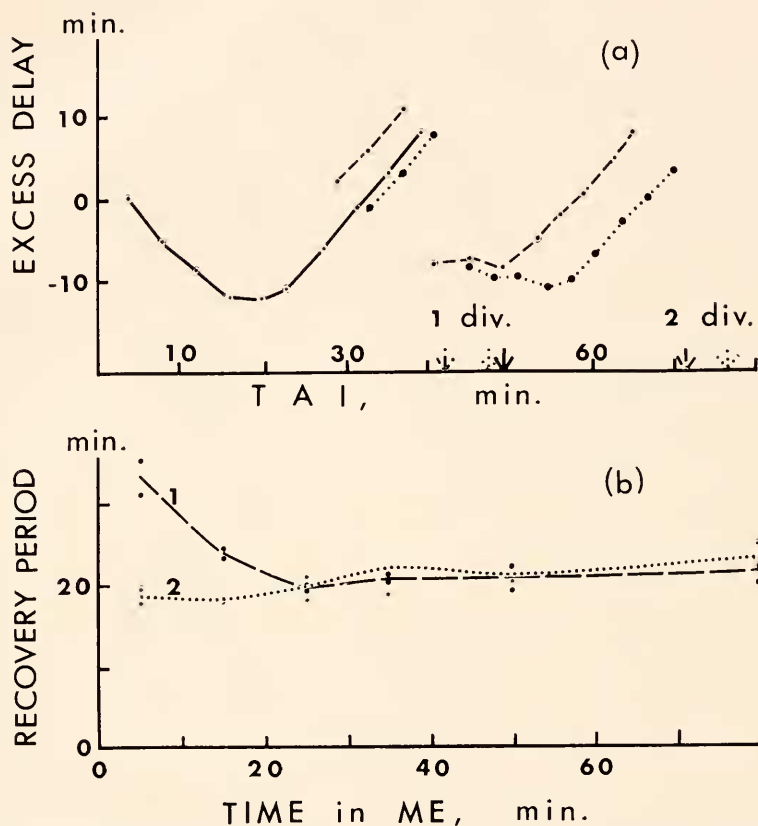 min.
(a)
EXCESS DELAY
10
0
-10
1 div.
2 div.
10
30
60
T A I, min.
min.
(b)
RECOVERY PERIOD
1
2
20
0
0
20
40
60
TIME in ME, min.